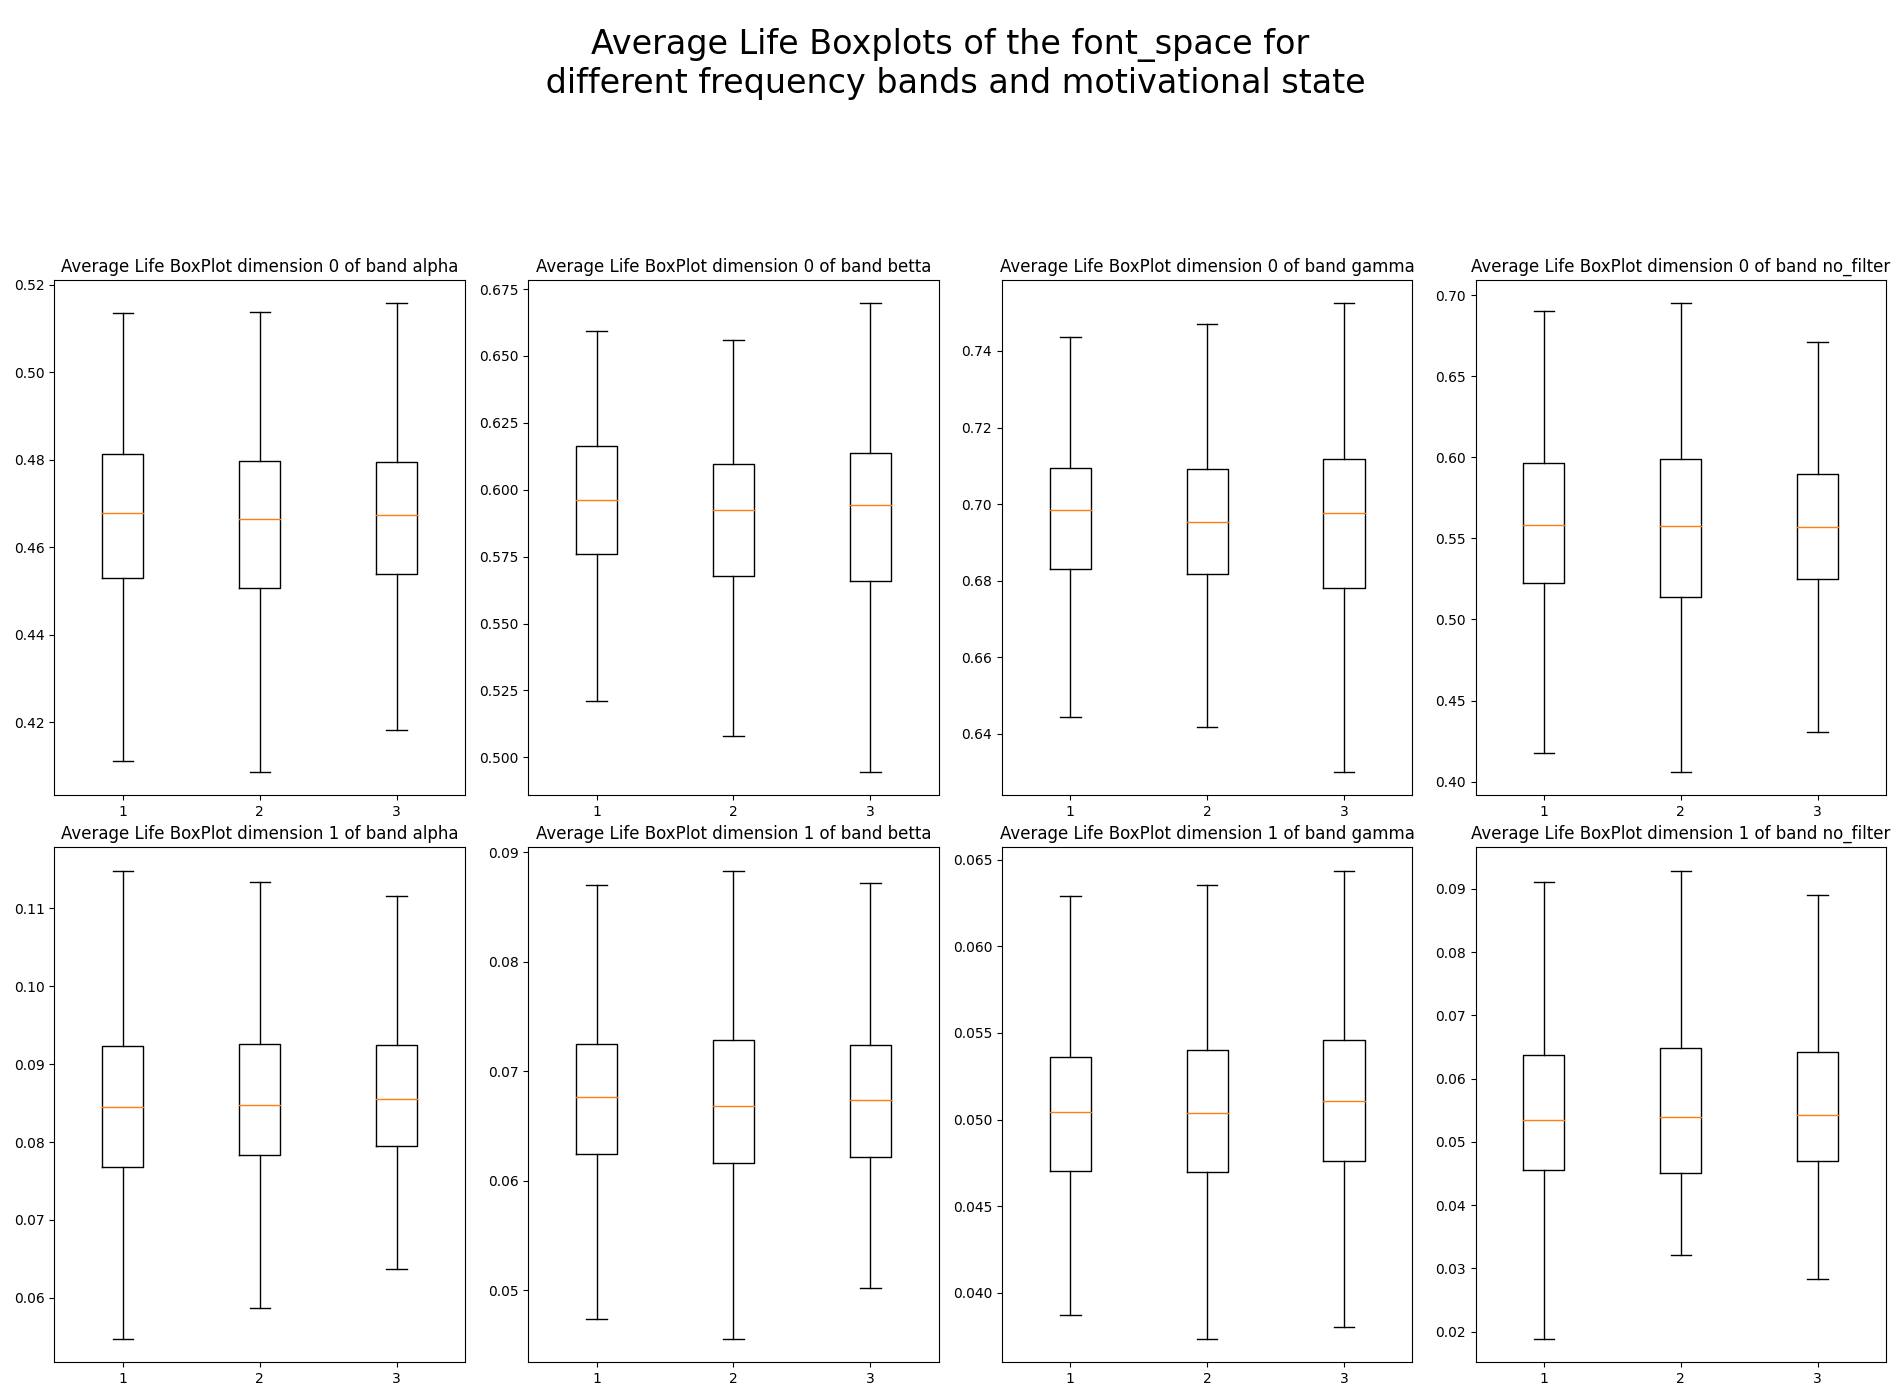 Average Life Boxplots of the font_space for
different frequency bands and motivational state
Average Life BoxPlot dimension 0 of band alpha
0.52
0.50
0.48
0.46
0.44
0.42
1 2 3
Average Life BoxPlot dimension 0 of band betta
0.675
0.650
0.625
0.600
0.575
0.550
0.525
0.500
1 2 3
Average Life BoxPlot dimension 0 of band gamma
0.74
0.72
0.70
0.68
0.66
0.64
1 2 3
Average Life BoxPlot dimension 0 of band no_filter
0.70
0.65
0.60
0.55
0.50
0.45
0.40
1 2 3
Average Life BoxPlot dimension 1 of band alpha
0.11
0.10
0.09
0.08
0.07
0.06
1 2 3
Average Life BoxPlot dimension 1 of band betta
0.09
0.08
0.07
0.06
0.05
1 2 3
Average Life BoxPlot dimension 1 of band gamma
0.065
0.060
0.055
0.050
0.045
0.040
1 2 3
Average Life BoxPlot dimension 1 of band no_filter
0.09
0.08
0.07
0.06
0.05
0.04
0.03
0.02
1 2 3